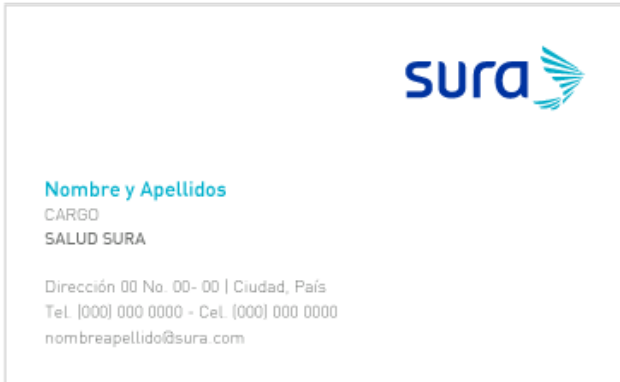 sura
Nombre y Apellidos
CARGO
SALUD SURA
Dirección 00 No. 00- 00 | Ciudad, País
Tel. (000) 000 0000 - Cel. (000) 000 0000
nombreapellido@sura.com